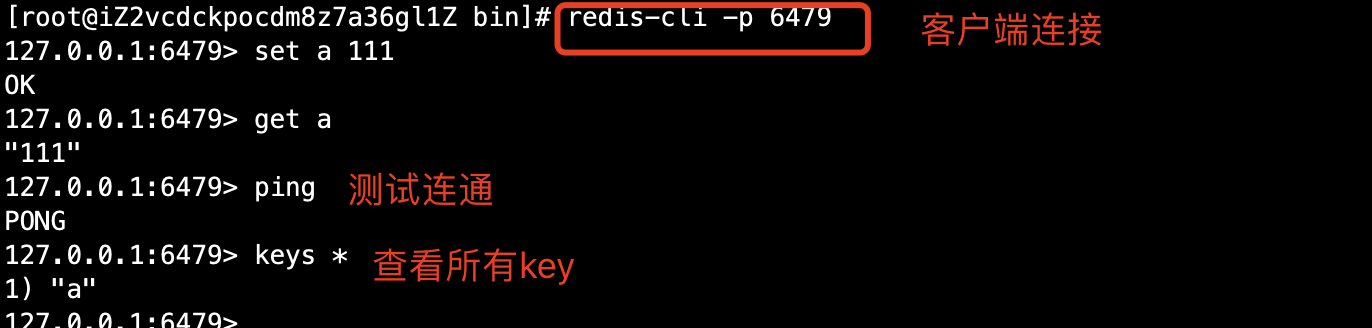 [root@iZ2vcdckpocdm8z7a36gl1Z bin]# redis-cli -p 6479 客户端连接
127.0.0.1:6479> set a 111
OK
127.0.0.1:6479> get a
"111"
127.0.0.1:6479> ping 测试连通
PONG
127.0.0.1:6479> keys * 查看所有key
1) "a"
127.0.0.1:6479>